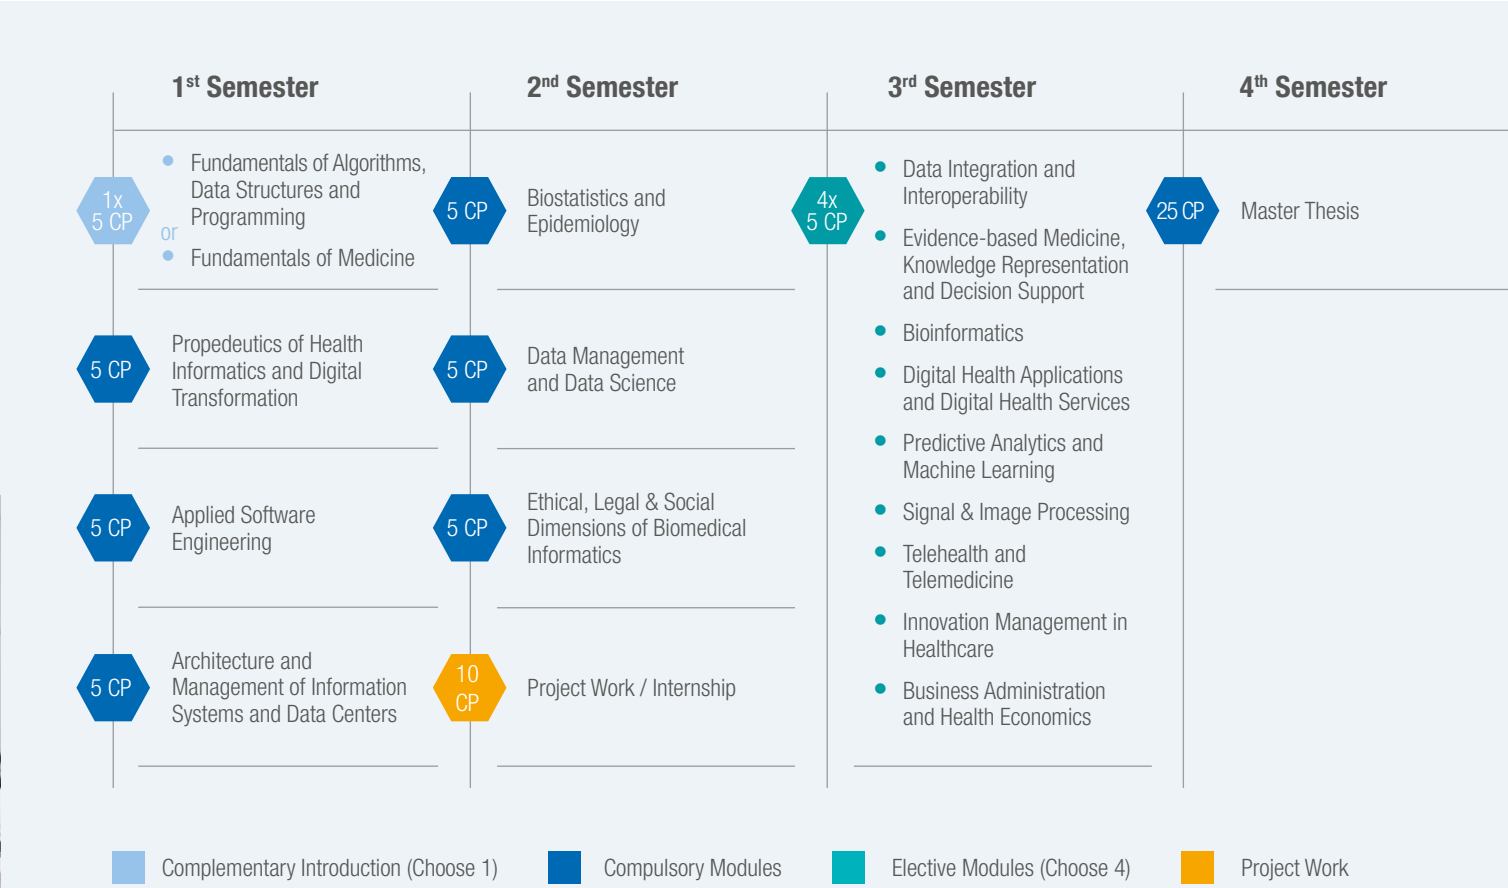 1st Semester
1x
5 CP
Fundamentals of Algorithms,
Data Structures and
Programming
or
Fundamentals of Medicine
5 CP
Propedeutics of Health
Informatics and Digital
Transformation
5 CP
Applied Software
Engineering
5 CP
Architecture and
Management of Information
Systems and Data Centers
2nd Semester
5 CP
Biostatistics and
Epidemiology
5 CP
Data Management
and Data Science
5 CP
Ethical, Legal & Social
Dimensions of Biomedical
Informatics
10
CP
Project Work / Internship
3rd Semester
4x
5 CP
Data Integration and
Interoperability
Evidence-based Medicine,
Knowledge Representation
and Decision Support
Bioinformatics
Digital Health Applications
and Digital Health Services
Predictive Analytics and
Machine Learning
Signal & Image Processing
Telehealth and
Telemedicine
Innovation Management in
Healthcare
Business Administration
and Health Economics
4th Semester
25 CP
Master Thesis
Complementary Introduction (Choose 1)
Compulsory Modules
Elective Modules (Choose 4)
Project Work